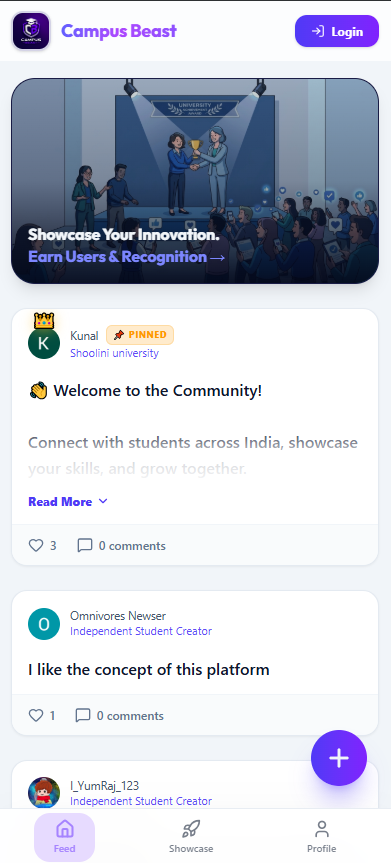 CAMPUS
Campus Beast
Login
UNIVERSITY
Showcase Your Innovation.
Earn Users & Recognition →
K
Kunal
📌 PINNED
Shoolini university
👋 Welcome to the Community!
Connect with students across India, showcase
your skills, and grow together.
Read More
3
0 comments
O
Omnivores Newser
Independent Student Creator
I like the concept of this platform
1
0 comments
I_YumRaj_123
Independent Student Creator
Feed
Showcase
Profile